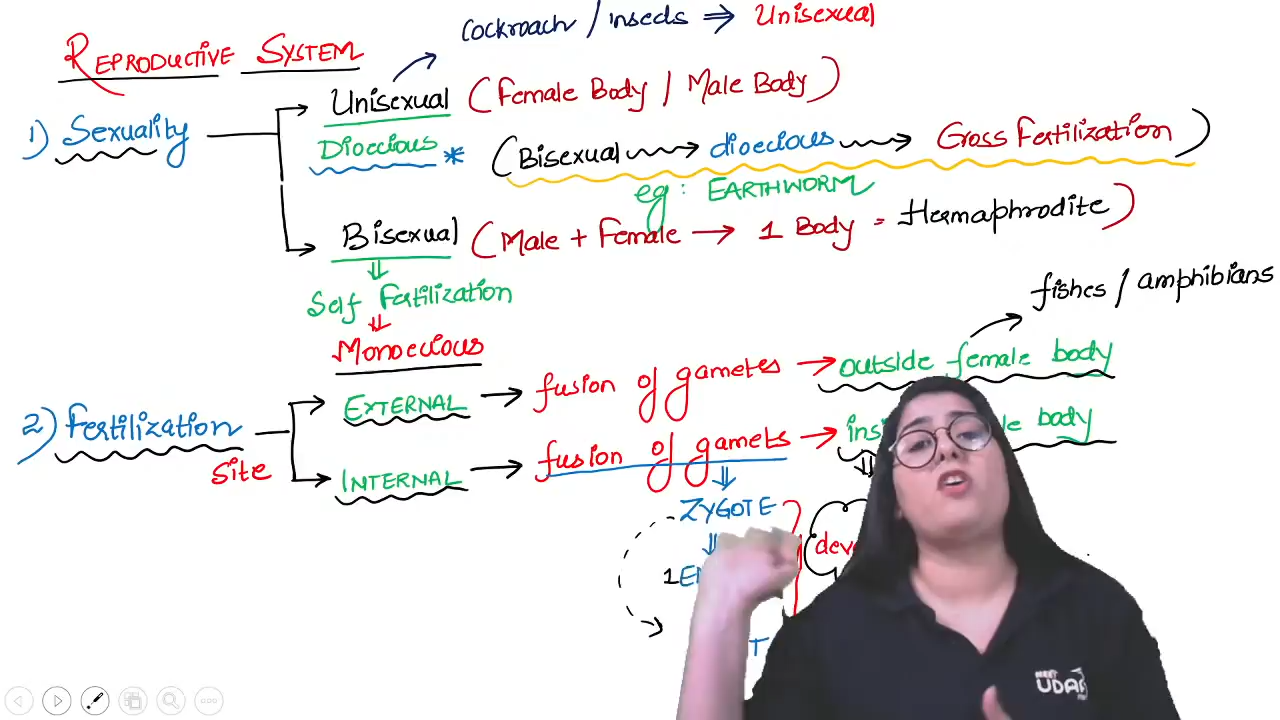 Cockroach / insects ⇒ Unisexual
REPRODUCTIVE SYSTEM
Unisexual (Female Body / Male Body)
1) Sexuality
Dioecious * (Bisexual → dioecious → Cross Fertilization)
eg : EARTHWORM
Bisexual (Male + Female → 1 Body = Hermaphrodite)
Self Fertilization
Monoecious
fishes / amphibians
EXTERNAL → fusion of gametes → outside female body
2) Fertilization
Site
INTERNAL → fusion of gamets → body
ZYGOTE
1
UDAAN